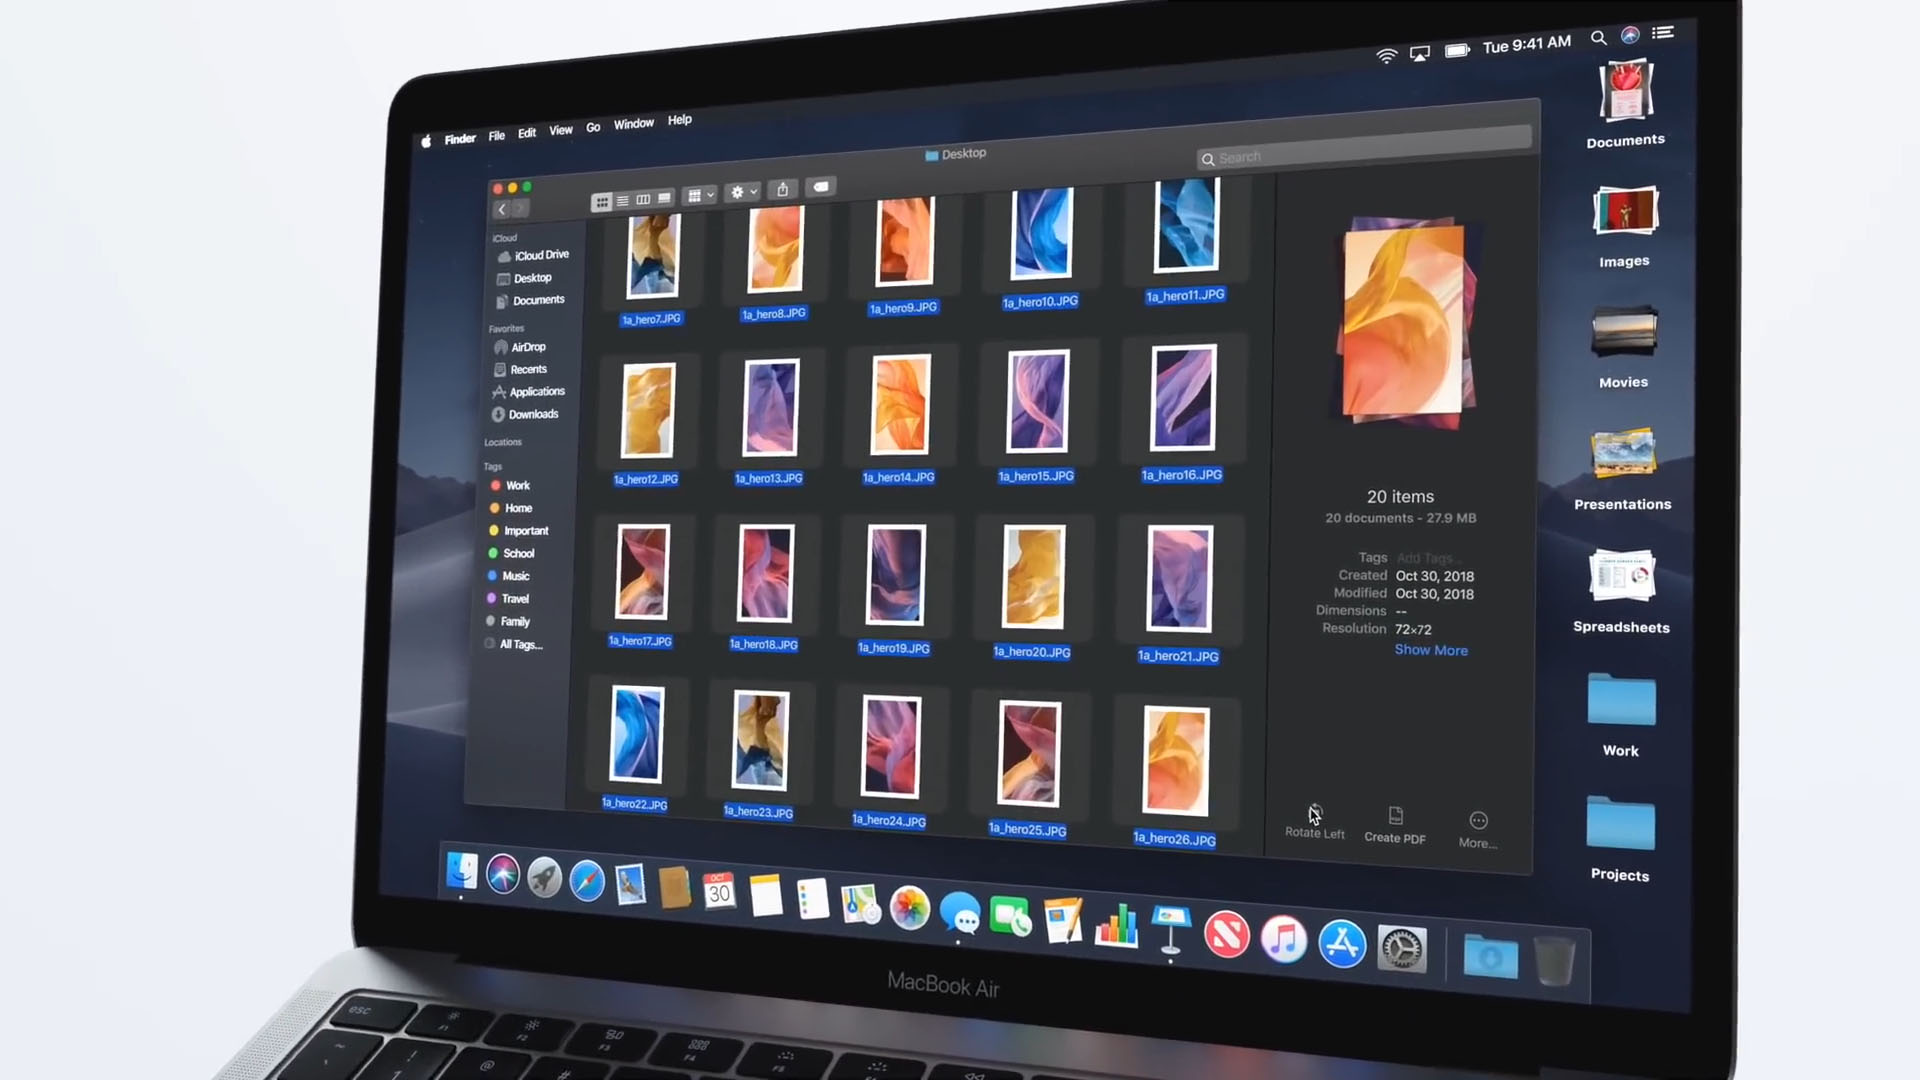 Finder File Edit View Go Window Help
Tue 9:41 AM
Desktop
Search
iCloud
iCloud Drive
Desktop
Documents
Favorites
AirDrop
Recents
Applications
Downloads
Locations
Tags
Work
Home
Important
School
Music
Travel
Family
All Tags...
1a_hero7.JPG 1a_hero8.JPG 1a_hero9.JPG 1a_hero10.JPG 1a_hero11.JPG
1a_hero12.JPG 1a_hero13.JPG 1a_hero14.JPG 1a_hero15.JPG 1a_hero16.JPG
1a_hero17.JPG 1a_hero18.JPG 1a_hero19.JPG 1a_hero20.JPG 1a_hero21.JPG
1a_hero22.JPG 1a_hero23.JPG 1a_hero24.JPG 1a_hero25.JPG 1a_hero26.JPG
20 items
20 documents - 27.9 MB
Tags Add Tags...
Created Oct 30, 2018
Modified Oct 30, 2018
Dimensions --
Resolution 72×72
Show More
Rotate Left Create PDF More...
Documents
Images
Movies
Presentations
Spreadsheets
Work
Projects
OCT
30
MacBook Air
esc F1 F2 F3 F4 F5
~ ! @ #
1